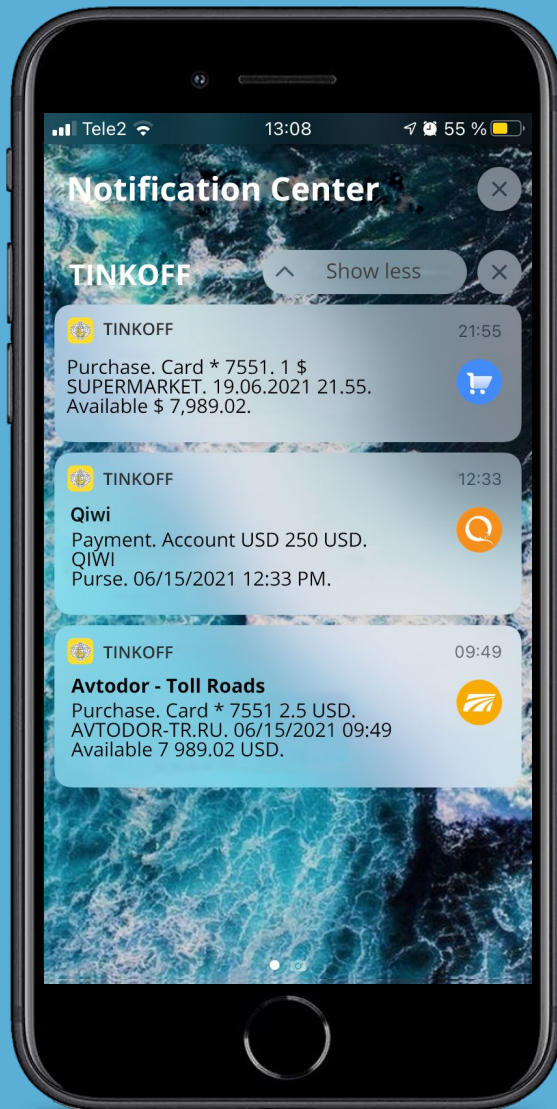 Tele2 13:08 55 %
Notification Center
TINKOFF Show less
TINKOFF 21:55
Purchase. Card * 7551. 1 $
SUPERMARKET. 19.06.2021 21.55.
Available $ 7,989.02.
TINKOFF 12:33
Qiwi
Payment. Account USD 250 USD.
QIWI
Purse. 06/15/2021 12:33 PM.
TINKOFF 09:49
Avtodor - Toll Roads
Purchase. Card * 7551 2.5 USD.
AVTODOR-TR.RU. 06/15/2021 09:49
Available 7 989.02 USD.